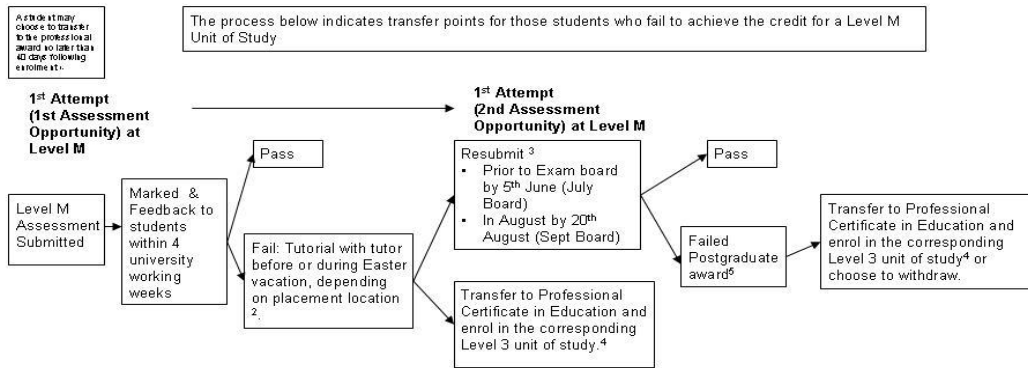 A student may
choose to transfer
to the professional
award no later than
40 days following
enrolment
The process below indicates transfer points for those students who fail to achieve the credit for a Level M
Unit of Study
1st Attempt
(1st Assessment
Opportunity) at
Level M
1st Attempt
(2nd Assessment
Opportunity) at Level M
Level M
Assessment
Submitted
Marked & 
Feedback to
students
within 4
university
working
weeks
Pass
Fail: Tutorial with tutor
before or during Easter
vacation, depending
on placement location
2.
Resubmit 3
▪ Prior to Exam board
by 5th June (July
Board)
▪ In August by 20th
August (Sept Board)
Transfer to Professional
Certificate in Education and
enrol in the corresponding
Level 3 unit of study.4
Pass
Failed
Postgraduate
award5
Transfer to Professional
Certificate in Education and
enrol in the corresponding
Level 3 unit of study4 or
choose to withdraw.